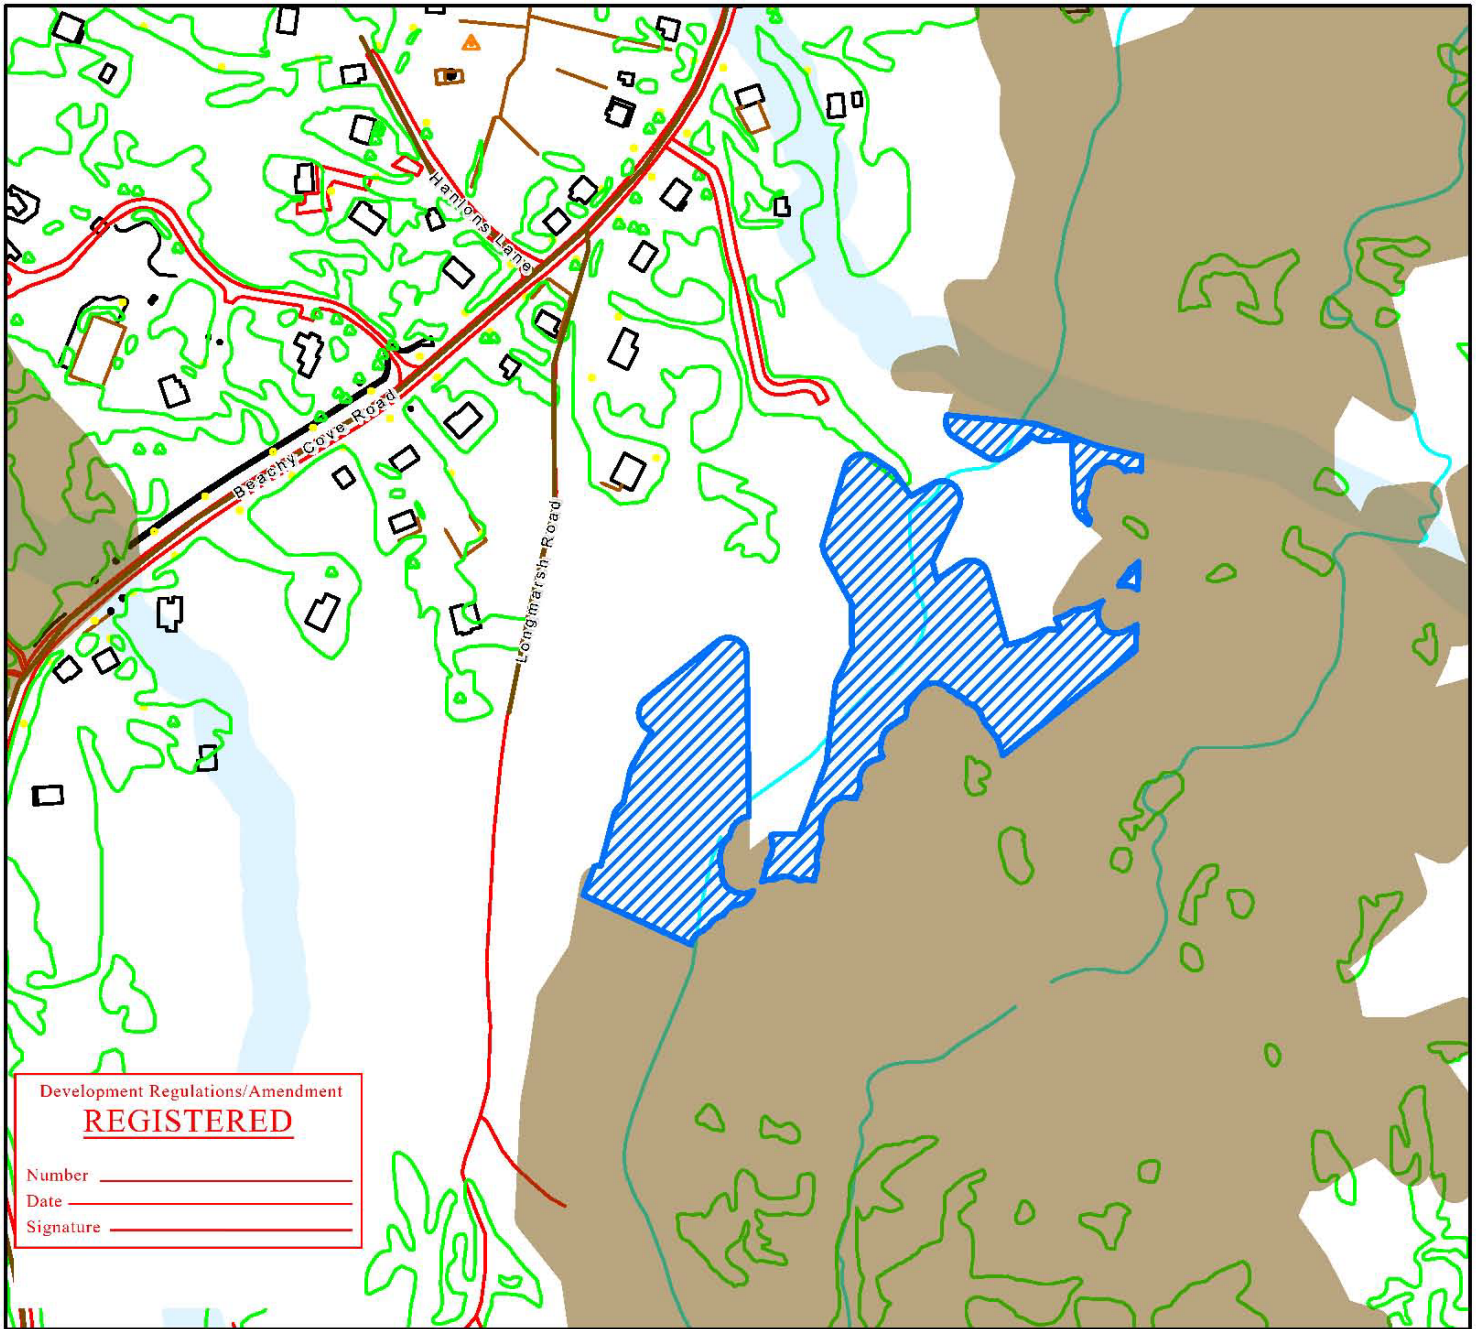 Hanlons Lane
Beachy Cove Road
Longmarsh Road
Development Regulations/Amendment
REGISTERED
Number
Date
Signature